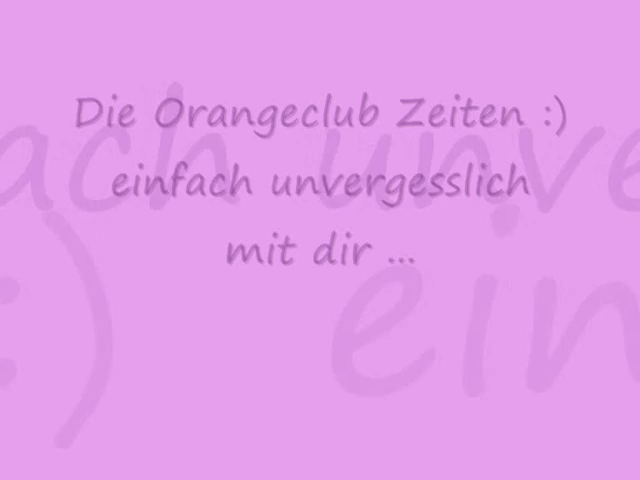 Die Orangeclub Zeiten :)
einfach unvergesslich
mit dir ...